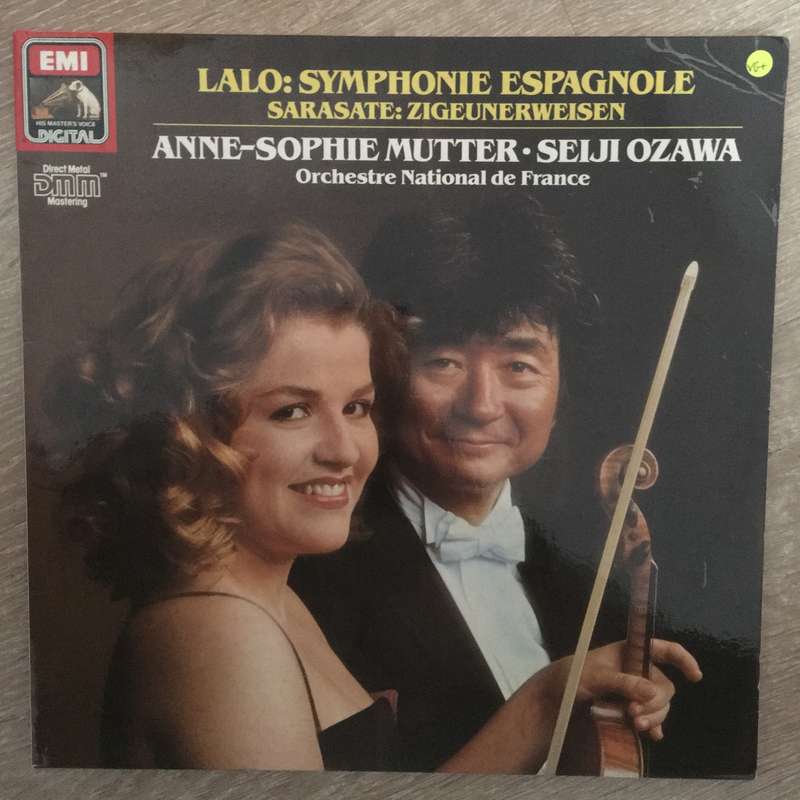 EMI
HIS MASTER'S VOICE
DIGITAL
Direct Metal
DMM™
Mastering
LALO: SYMPHONIE ESPAGNOLE
SARASATE: ZIGEUNERWEISEN
ANNE-SOPHIE MUTTER · SEIJI OZAWA
Orchestre National de France
VG+